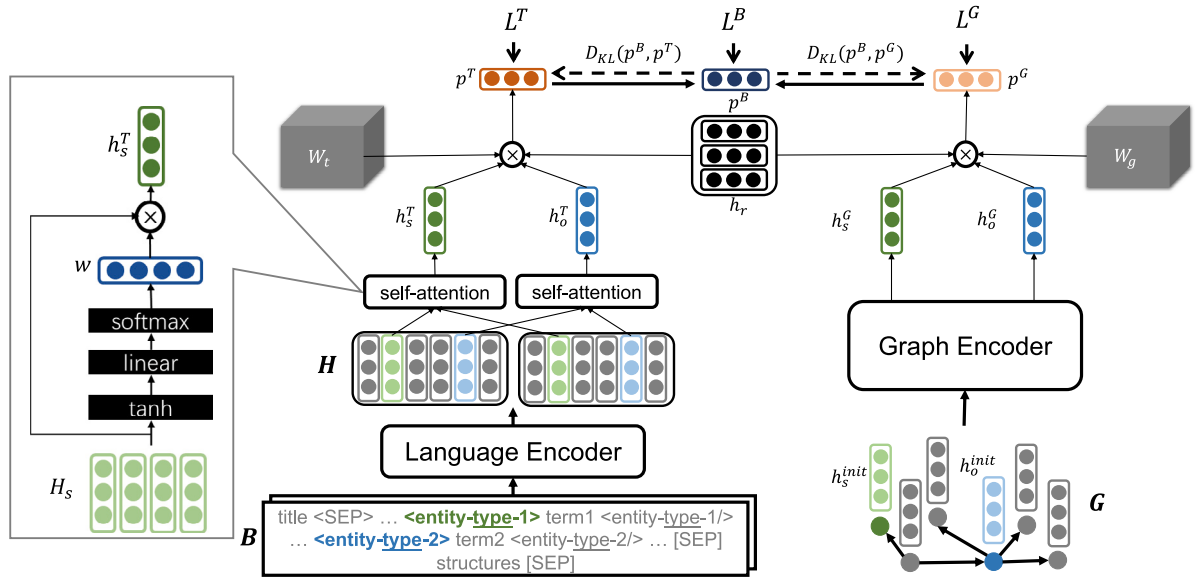 L^T
L^B
L^G
D_KL(p^B, p^T)
D_KL(p^B, p^G)
p^T
p^B
p^G
h_s^T
W_t
×
×
×
W_g
h_r
h_s^T
h_o^T
h_s^G
h_o^G
w
self-attention
self-attention
softmax
linear
tanh
H
Graph Encoder
Language Encoder
H_s
h_s^init
h_o^init
G
B
title <SEP> ... <entity-type-1> term1 <entity-type-1/>
... <entity-type-2> term2 <entity-type-2/> ... [SEP]
structures [SEP]